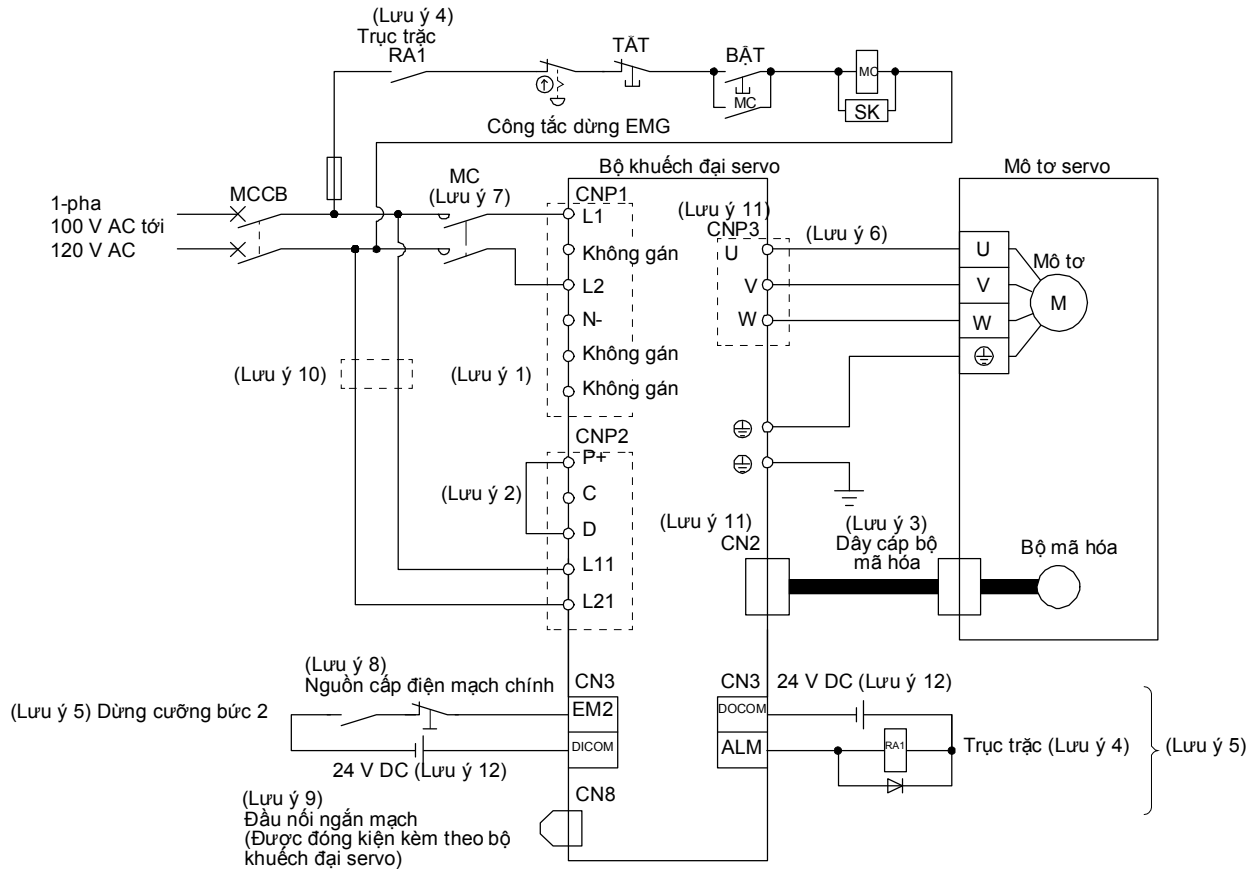 (Lưu ý 4)
Trục trặc
RA1
TẮT
BẬT
MC
MC
SK
Công tắc dừng EMG
Bộ khuếch đại servo
Mô tơ servo
MCCB
MC
(Lưu ý 7)
CNP1
1-pha
100 V AC tới
120 V AC
L1
Không gán
L2
N-
Không gán
Không gán
(Lưu ý 11)
CNP3
U
V
W
(Lưu ý 6)
U
V
W
Mô tơ
M
(Lưu ý 10)
(Lưu ý 1)
CNP2
P+
C
D
L11
L21
(Lưu ý 2)
(Lưu ý 11)
CN2
(Lưu ý 3)
Dây cáp bộ
mã hóa
Bộ mã hóa
(Lưu ý 8)
Nguồn cấp điện mạch chính
(Lưu ý 5) Dừng cưỡng bức 2
24 V DC (Lưu ý 12)
CN3
EM2
DICOM
CN3
DOCOM
ALM
24 V DC (Lưu ý 12)
RA1
Trục trặc (Lưu ý 4)
(Lưu ý 5)
CN8
(Lưu ý 9)
Đầu nối ngắn mạch
(Được đóng kiện kèm theo bộ
khuếch đại servo)